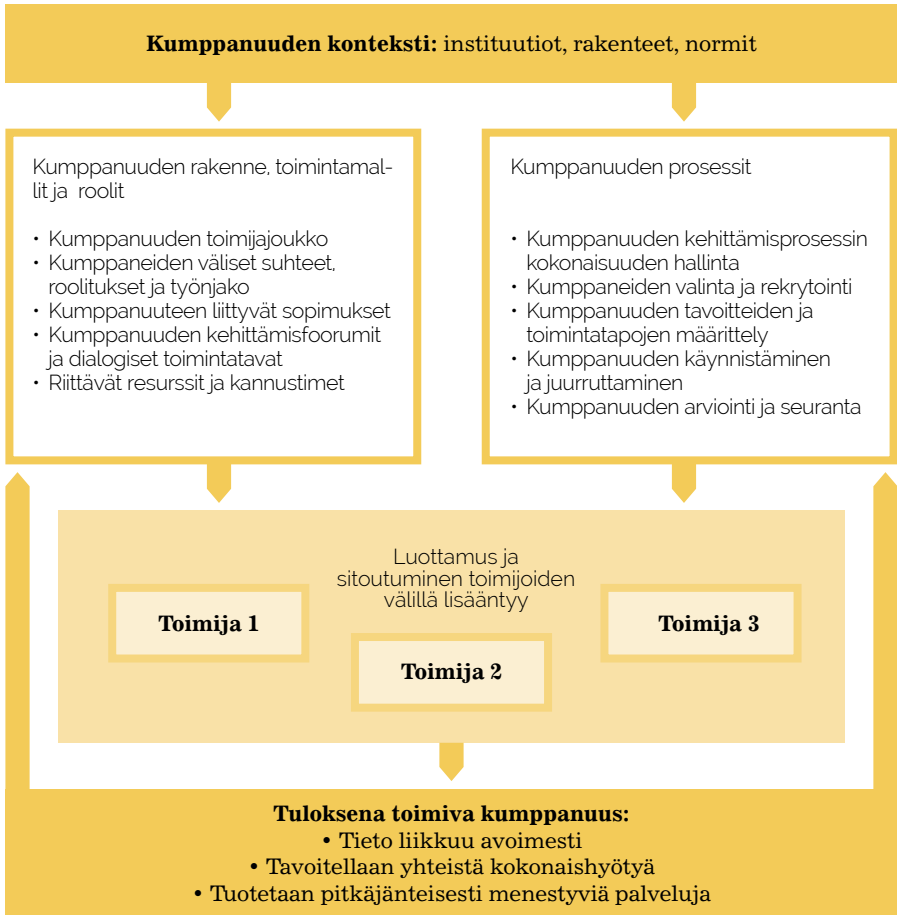 Kumppanuuden konteksti: instituutiot, rakenteet, normit
Kumppanuuden rakenne, toimintamal-
lit ja roolit
• Kumppanuuden toimijajoukko
• Kumppaneiden väliset suhteet,
roolitukset ja työnjako
• Kumppanuuteen liittyvät sopimukset
• Kumppanuuden kehittämisfoorumit
ja dialogiset toimintatavat
• Riittävät resurssit ja kannustimet
Kumppanuuden prosessit
• Kumppanuuden kehittämisprosessin
kokonaisuuden hallinta
• Kumppaneiden valinta ja rekrytointi
• Kumppanuuden tavoitteiden ja
toimintatapojen määrittely
• Kumppanuuden käynnistäminen
ja juurruttaminen
• Kumppanuuden arviointi ja seuranta
Luottamus ja
sitoutuminen toimijoiden
välillä lisääntyy
Toimija 1
Toimija 2
Toimija 3
Tuloksena toimiva kumppanuus:
• Tieto liikkuu avoimesti
• Tavoitellaan yhteistä kokonaishyötyä
• Tuotetaan pitkäjänteisesti menestyviä palveluja